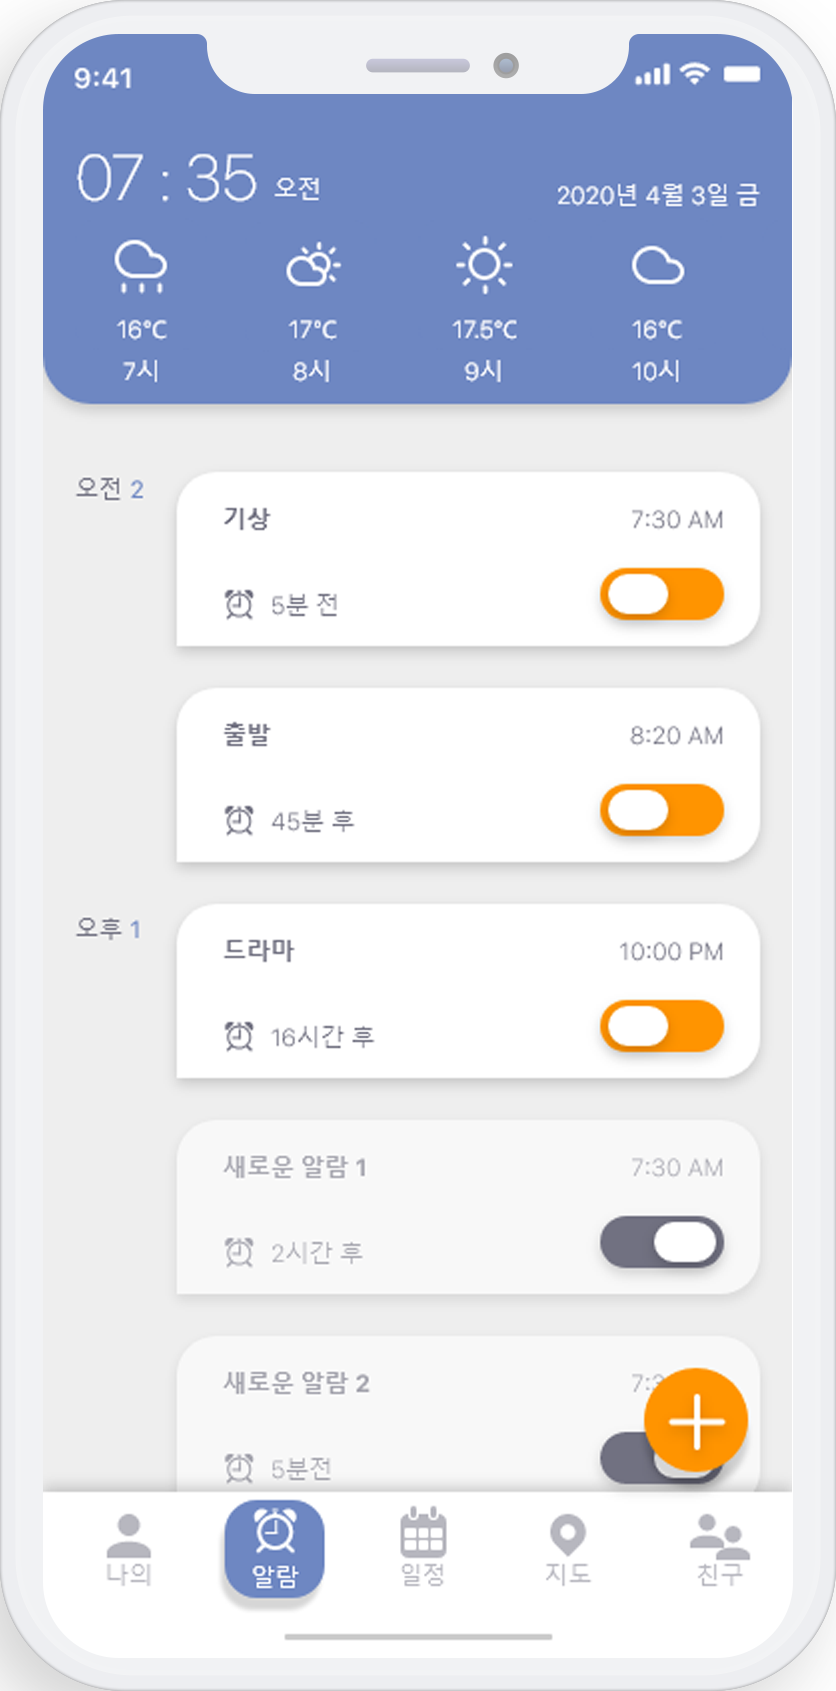 9:41
07 : 35 오전
2020년 4월 3일 금
16°C 17°C 17.5°C 16°C
7시 8시 9시 10시
오전 2
기상 7:30 AM
5분 전
출발 8:20 AM
45분 후
오후 1
드라마 10:00 PM
16시간 후
새로운 알람 1 7:30 AM
2시간 후
새로운 알람 2
5분전
나의 알람 일정 지도 친구